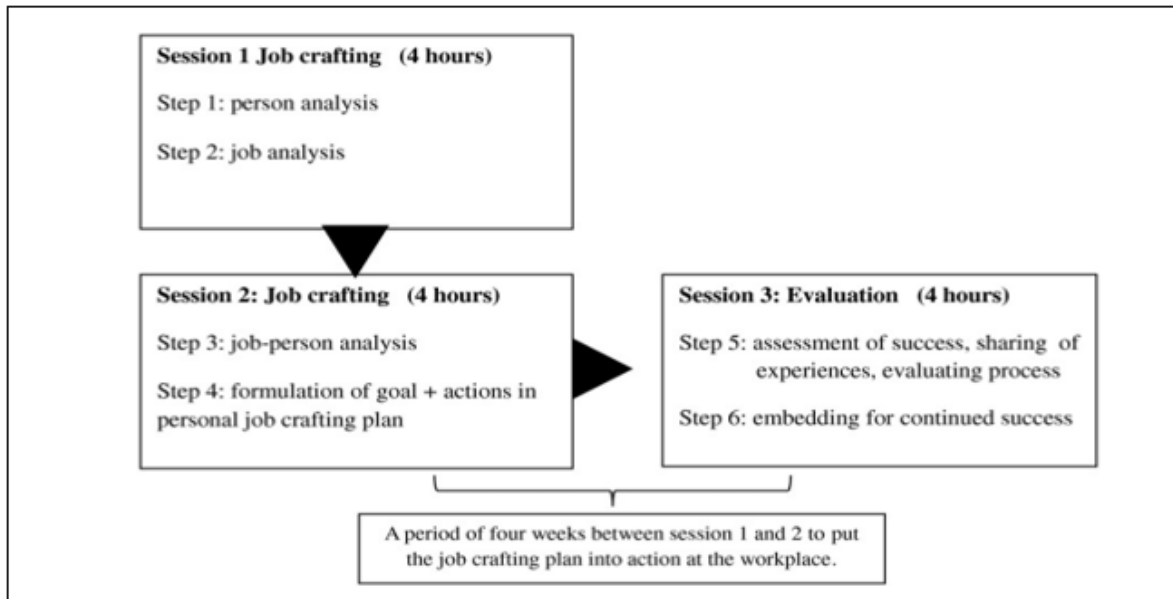 Session 1 Job crafting (4 hours)
Step 1: person analysis
Step 2: job analysis
Session 2: Job crafting (4 hours)
Step 3: job-person analysis
Step 4: formulation of goal + actions in
personal job crafting plan
Session 3: Evaluation (4 hours)
Step 5: assessment of success, sharing of
experiences, evaluating process
Step 6: embedding for continued success
A period of four weeks between session 1 and 2 to put
the job crafting plan into action at the workplace.